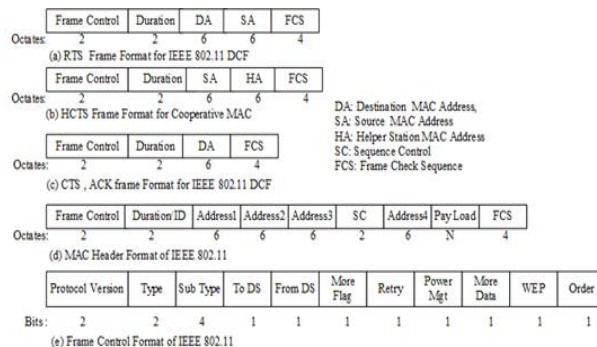 Frame Control Duration DA SA FCS
Octates: 2 2 6 6 4
(a) RTS Frame Format for IEEE 802.11 DCF
Frame Control Duration SA HA FCS
Octates: 2 2 6 6 4
(b) HCTS Frame Format for Cooperative MAC
DA: Destination MAC Address,
SA: Source MAC Address
HA: Helper Station MAC Address
SC: Sequence Control
FCS: Frame Check Sequence
Frame Control Duration DA FCS
Octates: 2 2 6 4
(c) CTS , ACK frame Format for IEEE 802.11 DCF
Frame Control Duration/ID Address1 Address2 Address3 SC Address4 Pay Load FCS
Octates: 2 2 6 6 6 2 6 N 4
(d) MAC Header Format of IEEE 802.11
Protocol Version Type Sub Type To DS From DS More Flag Retry Power Mgt More Data WEP Order
Bits : 2 2 4 1 1 1 1 1 1 1 1
(e) Frame Control Format of IEEE 802.11